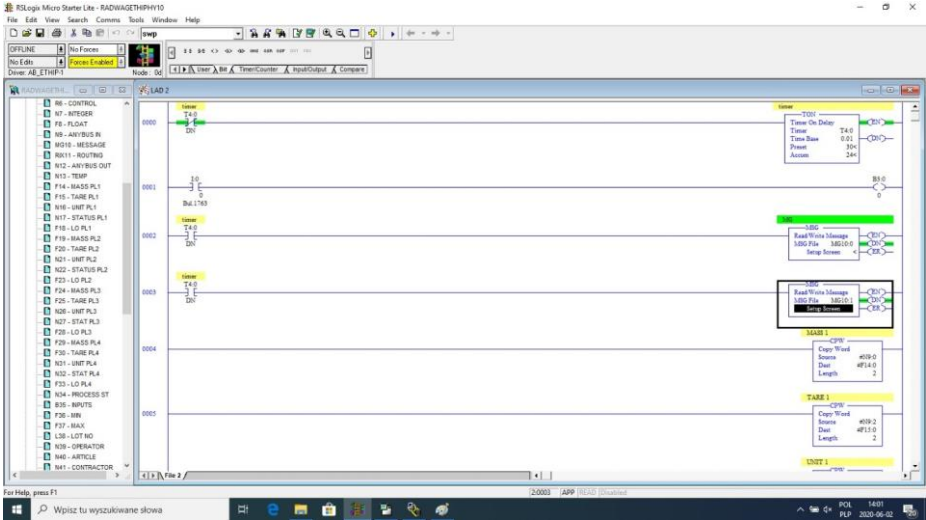 RSLogix Micro Starter Lite - RADWAGETHIPHY10
File Edit View Search Comms Tools Window Help
swp
OFFLINE No Forces
No Edits Forces Enabled
Driver: AB_ETHIP-1 Node: 0d
User Bit Timer/Counter Input/Output Compare
LAD 2
R6 - CONTROL
N7 - INTEGER
F8 - FLOAT
N9 - ANYBUS IN
MG10 - MESSAGE
RIX11 - ROUTING
N12 - ANYBUS OUT
N13 - TEMP
F14 - MASS PL1
F15 - TARE PL1
N16 - UNIT PL1
N17 - STATUS PL1
F18 - LO PL1
F19 - MASS PL2
F20 - TARE PL2
N21 - UNIT PL2
N22 - STATUS PL2
F23 - LO PL2
F24 - MASS PL3
F25 - TARE PL3
N26 - UNIT PL3
N27 - STAT PL3
F28 - LO PL3
F29 - MASS PL4
F30 - TARE PL4
N31 - UNIT PL4
N32 - STAT PL4
F33 - LO PL4
N34 - PROCESS ST
B35 - INPUTS
F36 - MIN
F37 - MAX
L38 - LOT NO
N39 - OPERATOR
N40 - ARTICLE
N41 - CONTRACTOR
0000
timer
T4:0
DN
timer
TON
Timer On Delay EN
Timer T4:0
Time Base 0.01 DN
Preset 30<
Accum 24<
0001
I:0
0
Bul.1763
B3:0
0
0002
timer
T4:0
DN
MG
MSG
Read/Write Message EN
MSG File MG10:0 DN
Setup Screen < ER
0003
timer
T4:0
DN
MSG
Read/Write Message EN
MSG File MG10:1 DN
Setup Screen ER
0004
MASS 1
CPW
Copy Word
Source #N9:0
Dest #F14:0
Length 2
0005
TARE 1
CPW
Copy Word
Source #N9:2
Dest #F15:0
Length 2
UNIT 1
CPW
File 2
For Help, press F1
2:0003 APP READ Disabled
Wpisz tu wyszukiwane słowa
POL 14:01
PLP 2020-06-02